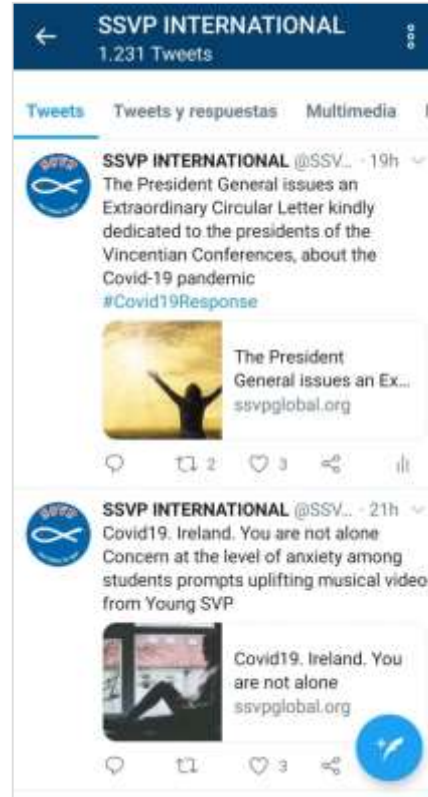 SSVP INTERNATIONAL
1.231 Tweets
Tweets Tweets y respuestas Multimedia
SSVP INTERNATIONAL @SSV... · 19h
The President General issues an
Extraordinary Circular Letter kindly
dedicated to the presidents of the
Vincentian Conferences, about the
Covid-19 pandemic
#Covid19Response
The President
General issues an Ex...
ssvpglobal.org
2 3
SSVP INTERNATIONAL @SSV... · 21h
Covid19. Ireland. You are not alone
Concern at the level of anxiety among
students prompts uplifting musical video
from Young SVP
Covid19. Ireland. You
are not alone
ssvpglobal.org
3